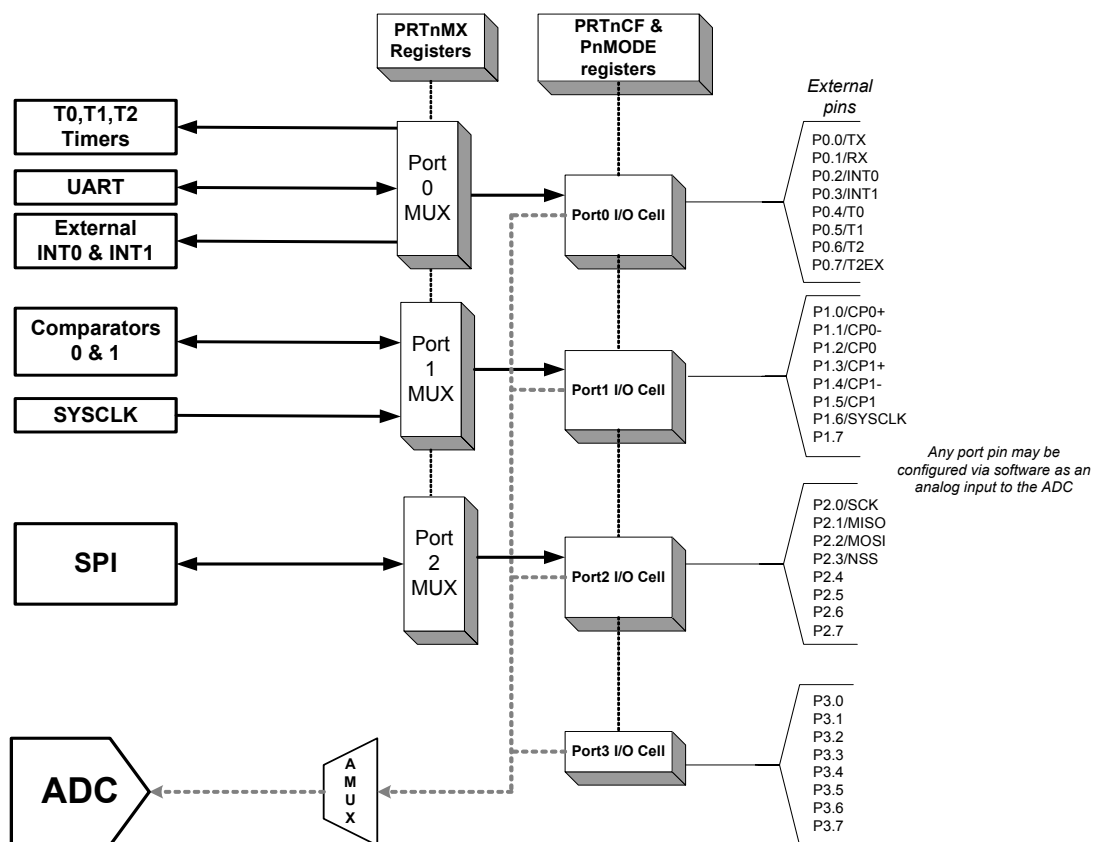 PRTnMX
Registers
PRTnCF &
PnMODE
registers
External
pins
T0,T1,T2
Timers
UART
External
INT0 & INT1
Port
0
MUX
Port0 I/O Cell
P0.0/TX
P0.1/RX
P0.2/INT0
P0.3/INT1
P0.4/T0
P0.5/T1
P0.6/T2
P0.7/T2EX
Comparators
0 & 1
SYSCLK
Port
1
MUX
Port1 I/O Cell
P1.0/CP0+
P1.1/CP0-
P1.2/CP0
P1.3/CP1+
P1.4/CP1-
P1.5/CP1
P1.6/SYSCLK
P1.7
Any port pin may be
configured via software as an
analog input to the ADC
SPI
Port
2
MUX
Port2 I/O Cell
P2.0/SCK
P2.1/MISO
P2.2/MOSI
P2.3/NSS
P2.4
P2.5
P2.6
P2.7
ADC
A
M
U
X
Port3 I/O Cell
P3.0
P3.1
P3.2
P3.3
P3.4
P3.5
P3.6
P3.7